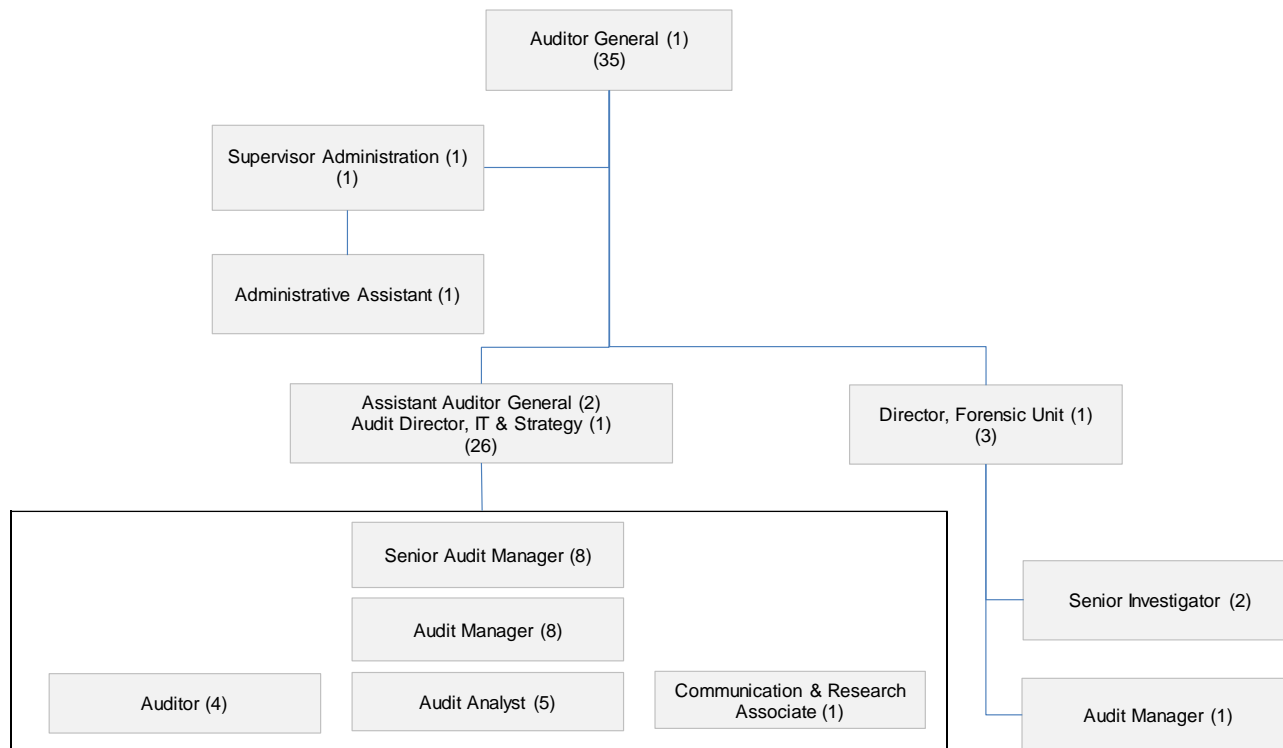 Auditor General (1)
(35)
Supervisor Administration (1)
(1)
Administrative Assistant (1)
Assistant Auditor General (2)
Audit Director, IT & Strategy (1)
(26)
Director, Forensic Unit (1)
(3)
Senior Audit Manager (8)
Audit Manager (8)
Auditor (4)
Audit Analyst (5)
Communication & Research
Associate (1)
Senior Investigator (2)
Audit Manager (1)